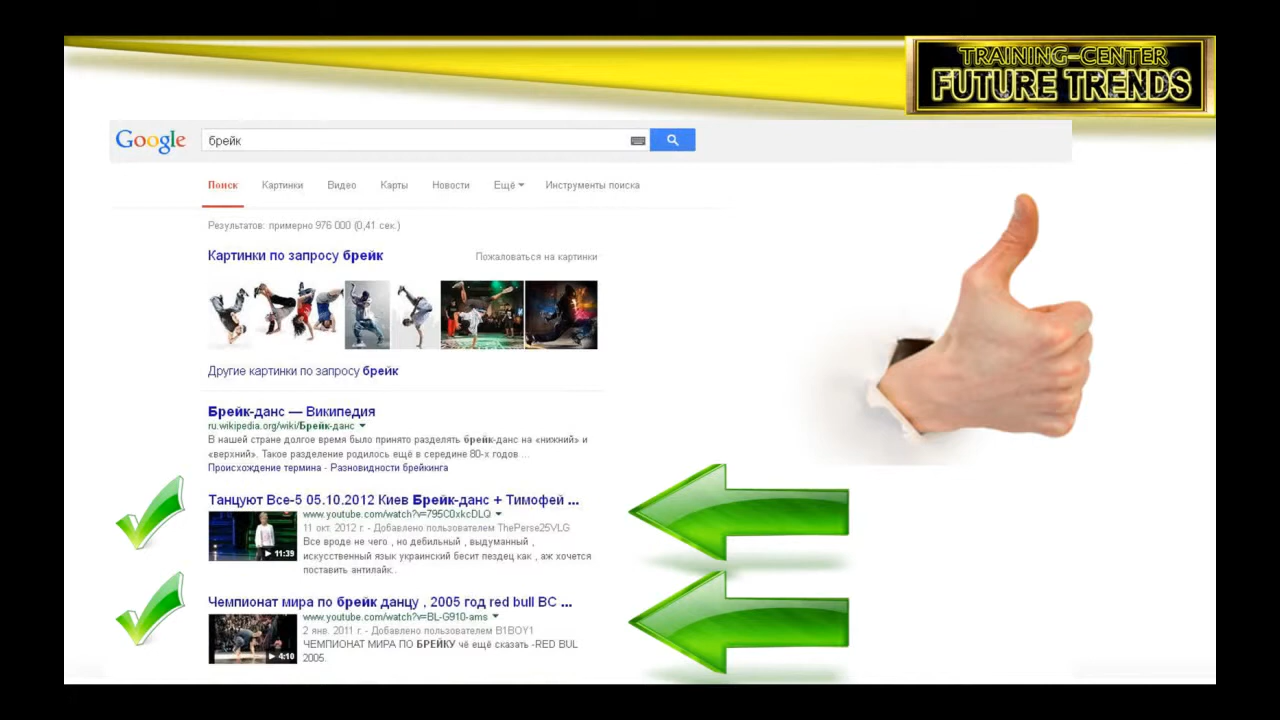 TRAINING-CENTER
FUTURE TRENDS
Google
брейк
Поиск Картинки Видео Карты Новости Ещё Инструменты поиска
Результатов: примерно 976 000 (0,41 сек.)
Картинки по запросу брейк Пожаловаться на картинки
Другие картинки по запросу брейк
Брейк-данс — Википедия
ru.wikipedia.org/wiki/Брейк-данс
В нашей стране долгое время было принято разделять брейк-данс на «нижний» и
«верхний». Такое разделение родилось ещё в середине 80-х годов ...
Происхождение термина - Разновидности брейкинга
Танцуют Все-5 05.10.2012 Киев Брейк-данс + Тимофей ...
www.youtube.com/watch?v=795C0xkcDLQ
11 окт. 2012 г. - Добавлено пользователем ThePerse25VLG
Все вроде не чего , но дебильный , выдуманный ,
искусственный язык украинский бесит пездец как , аж хочется
поставить антилайк..
11:39
Чемпионат мира по брейк данцу , 2005 год red bull BC ...
www.youtube.com/watch?v=BL-G910-ams
2 янв. 2011 г. - Добавлено пользователем B1BOY1
ЧЕМПИОНАТ МИРА ПО БРЕЙКУ чё ещё сказать -RED BUL
2005.
4:10